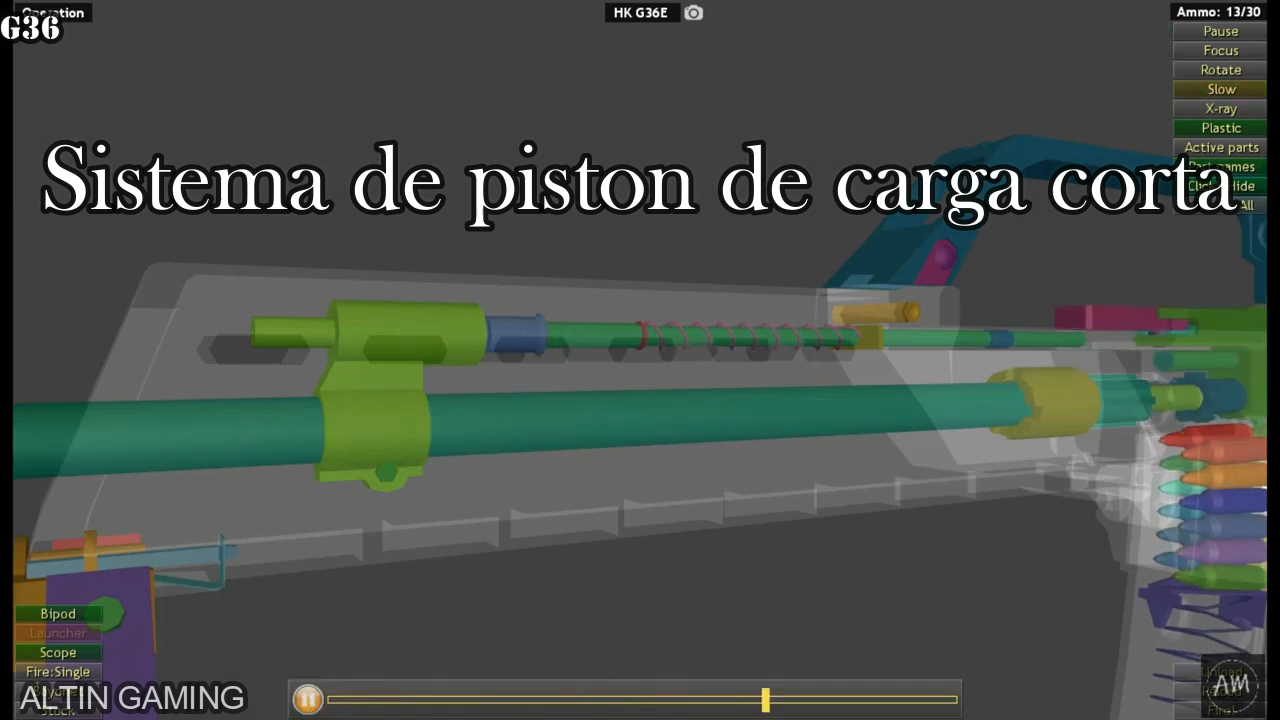 Operation
G36
HK G36E
Ammo: 13/30
Pause
Focus
Rotate
Slow
X-ray
Plastic
Active parts
Sistema de piston de carga corta
Bipod
Launcher
Scope
Fire:Single
ALTIN GAMING
AM